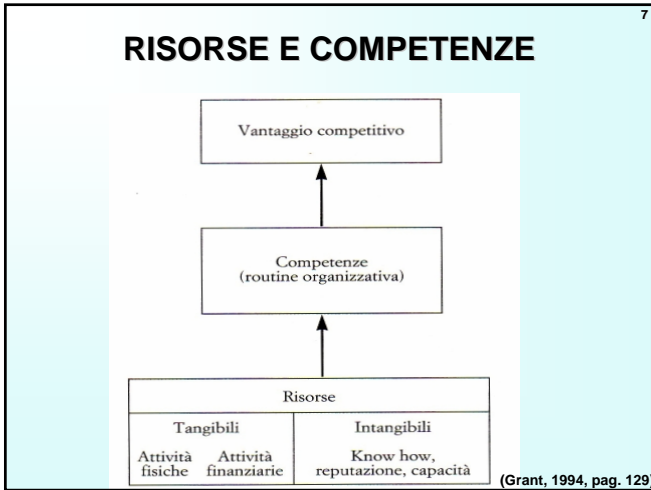 7
RISORSE E COMPETENZE
Vantaggio competitivo
Competenze
(routine organizzativa)
Risorse
Tangibili
Attività Attività
fisiche finanziarie
Intangibili
Know how,
reputazione, capacità
(Grant, 1994, pag. 129)